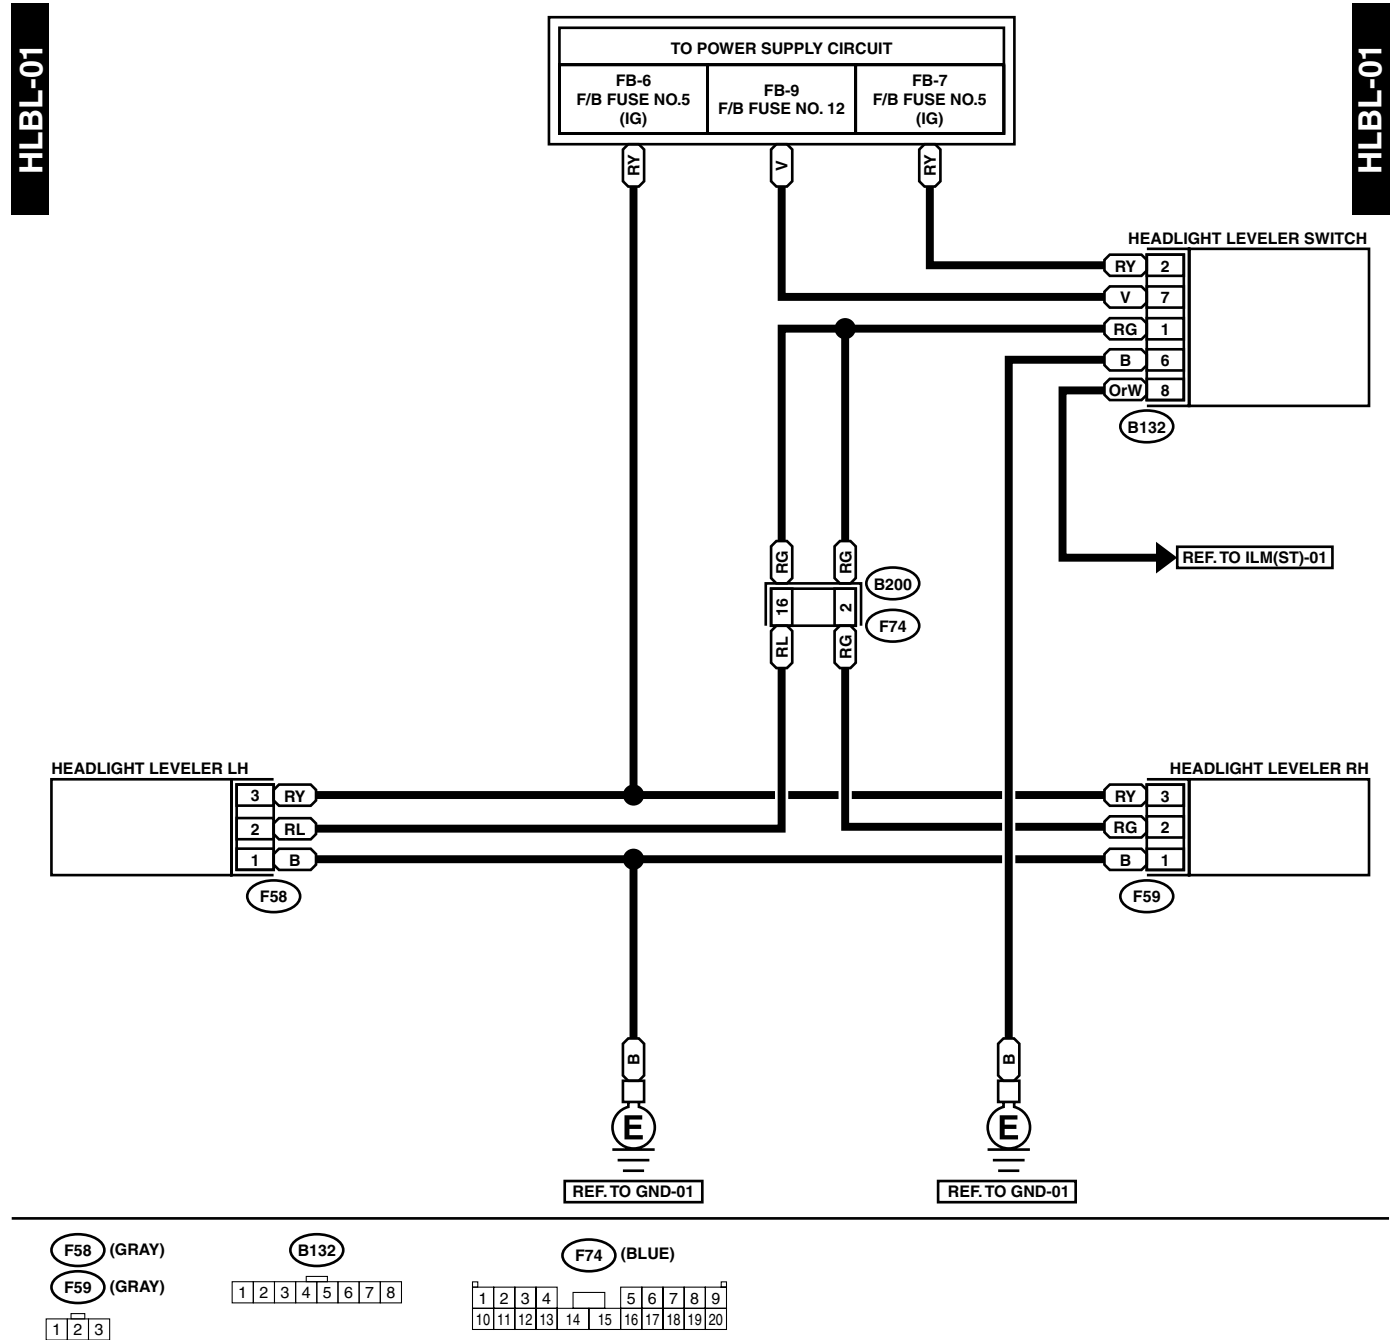 HLBL-01
HLBL-01
TO POWER SUPPLY CIRCUIT
FB-6
F/B FUSE NO.5
(IG)
FB-9
F/B FUSE NO. 12
FB-7
F/B FUSE NO.5
(IG)
RY
V
RY
HEADLIGHT LEVELER SWITCH
RY 2
V 7
RG 1
B 6
OrW 8
B132
REF. TO ILM(ST)-01
RG
RG
B200
16
2
F74
RL
RG
HEADLIGHT LEVELER LH
3 RY
2 RL
1 B
F58
HEADLIGHT LEVELER RH
RY 3
RG 2
B 1
F59
B
B
E
E
REF. TO GND-01
REF. TO GND-01
F58 (GRAY)
F59 (GRAY)
1 2 3
B132
1 2 3 4 5 6 7 8
F74 (BLUE)
1 2 3 4 5 6 7 8 9
10 11 12 13 14 15 16 17 18 19 20